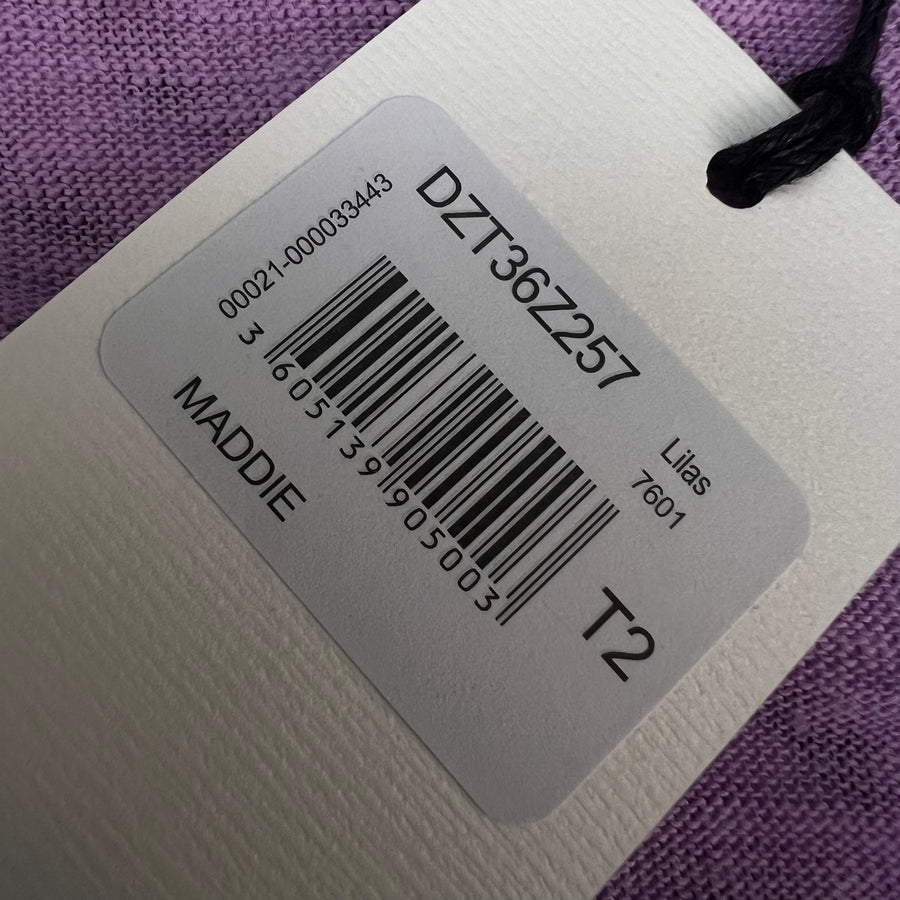 DZT36Z257
00021-000033443
3 605139 905003
Lilas
7601
MADDIE
T2